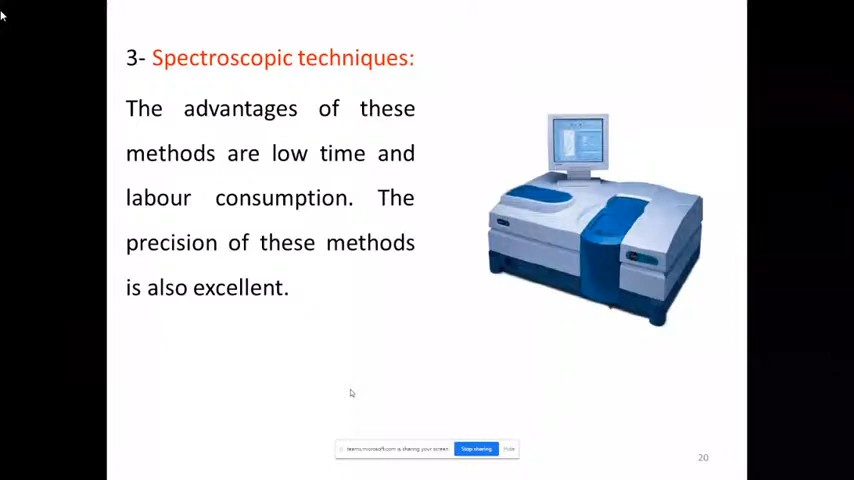 3- Spectroscopic techniques:
The advantages of these
methods are low time and
labour consumption. The
precision of these methods
is also excellent.
teams.microsoft.com is sharing your screen.
Stop sharing
Hide
20